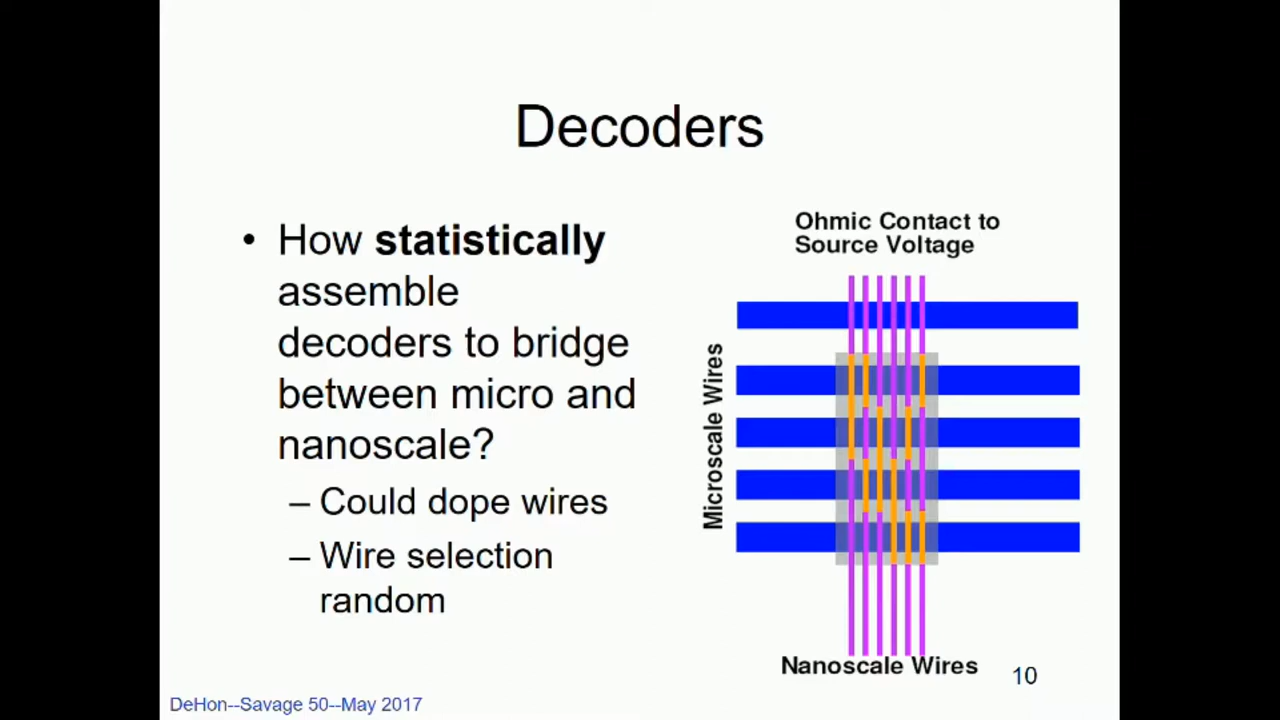 Decoders
• How statistically
assemble
decoders to bridge
between micro and
nanoscale?
– Could dope wires
– Wire selection
random
Ohmic Contact to
Source Voltage
Microscale Wires
Nanoscale Wires
10
DeHon--Savage 50--May 2017